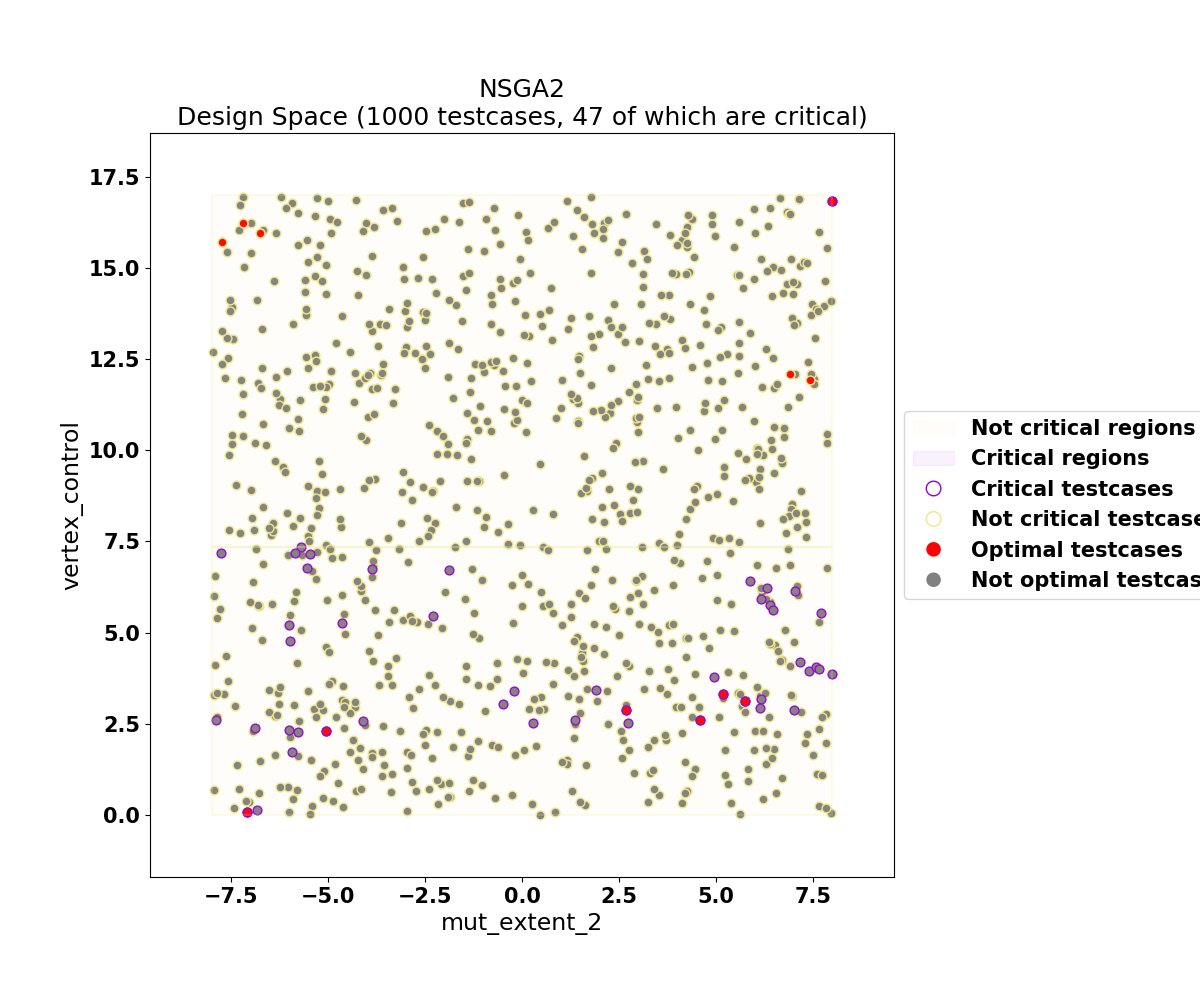 NSGA2
Design Space (1000 testcases, 47 of which are critical)
17.5
15.0
12.5
10.0
7.5
5.0
2.5
0.0
vertex_control
−7.5
−5.0
−2.5
0.0
2.5
5.0
7.5
mut_extent_2
Not critical regions
Critical regions
Critical testcases
Not critical testcase
Optimal testcases
Not optimal testcas